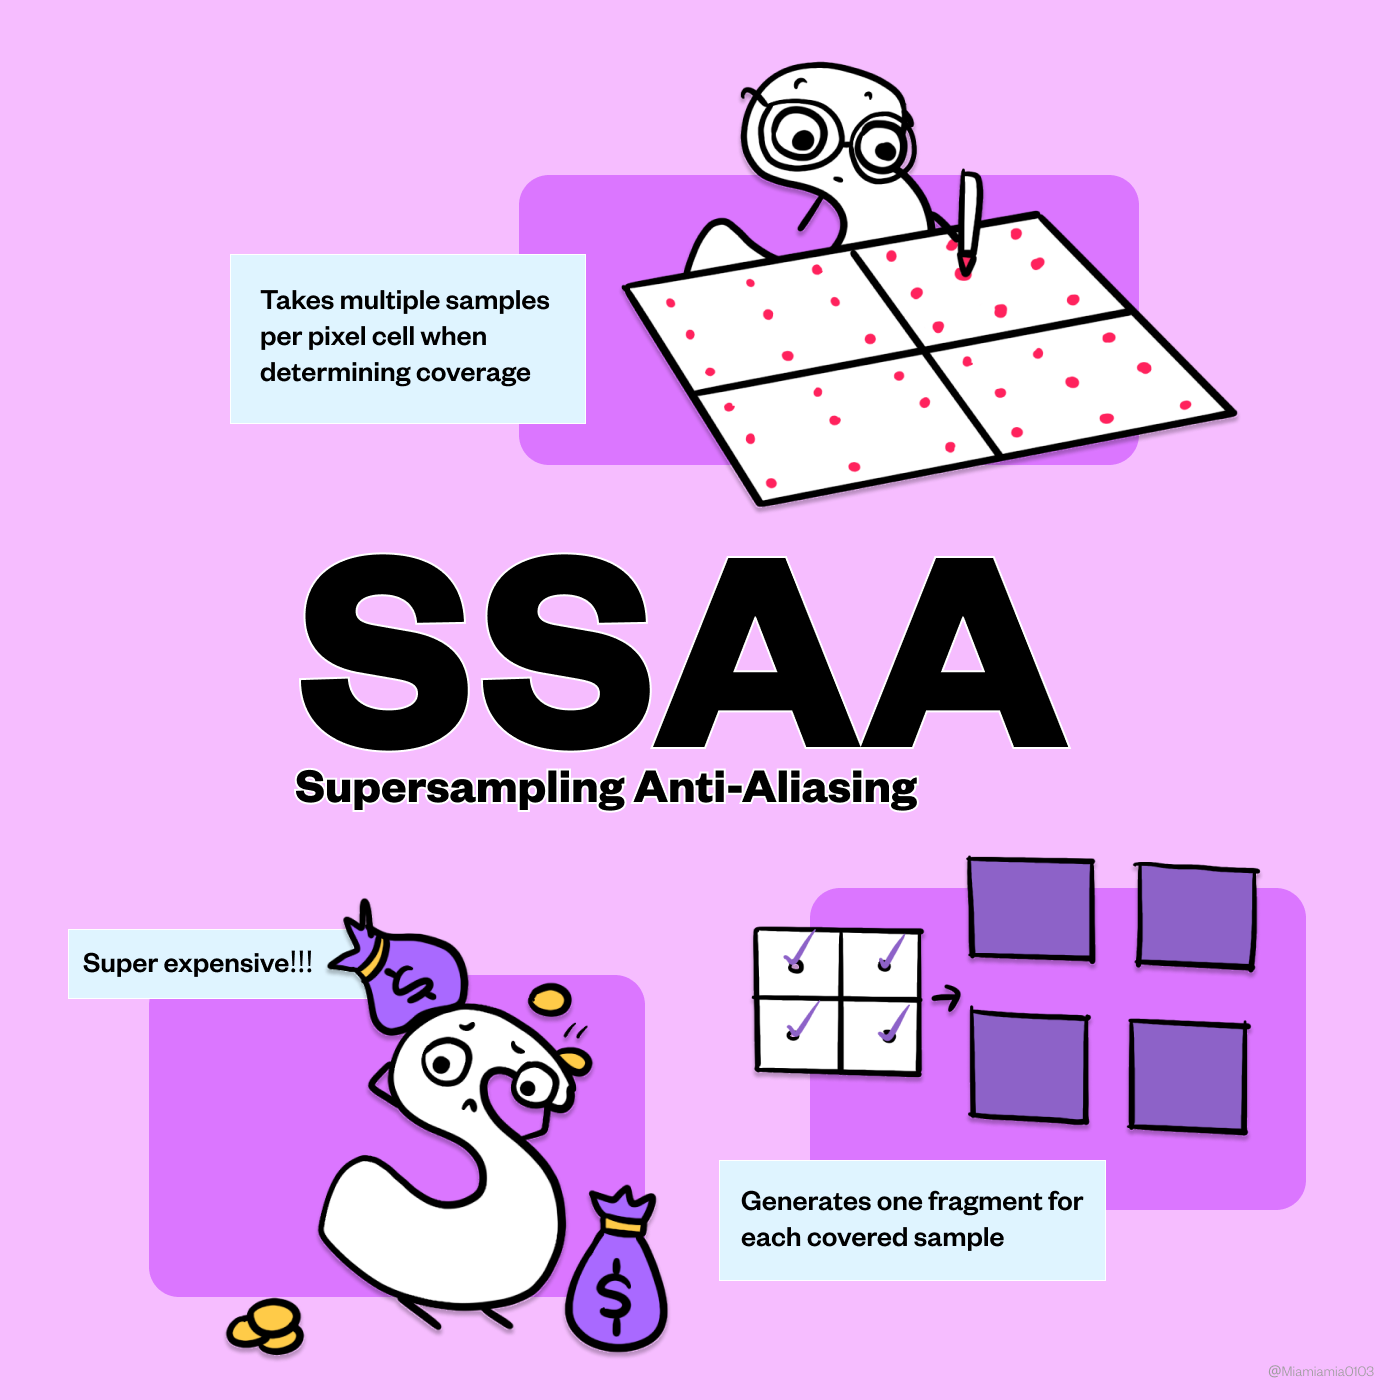 Takes multiple samples
per pixel cell when
determining coverage
SSAA
Supersampling Anti-Aliasing
Super expensive!!!
$
$
Generates one fragment for
each covered sample
@Miamiamia0103